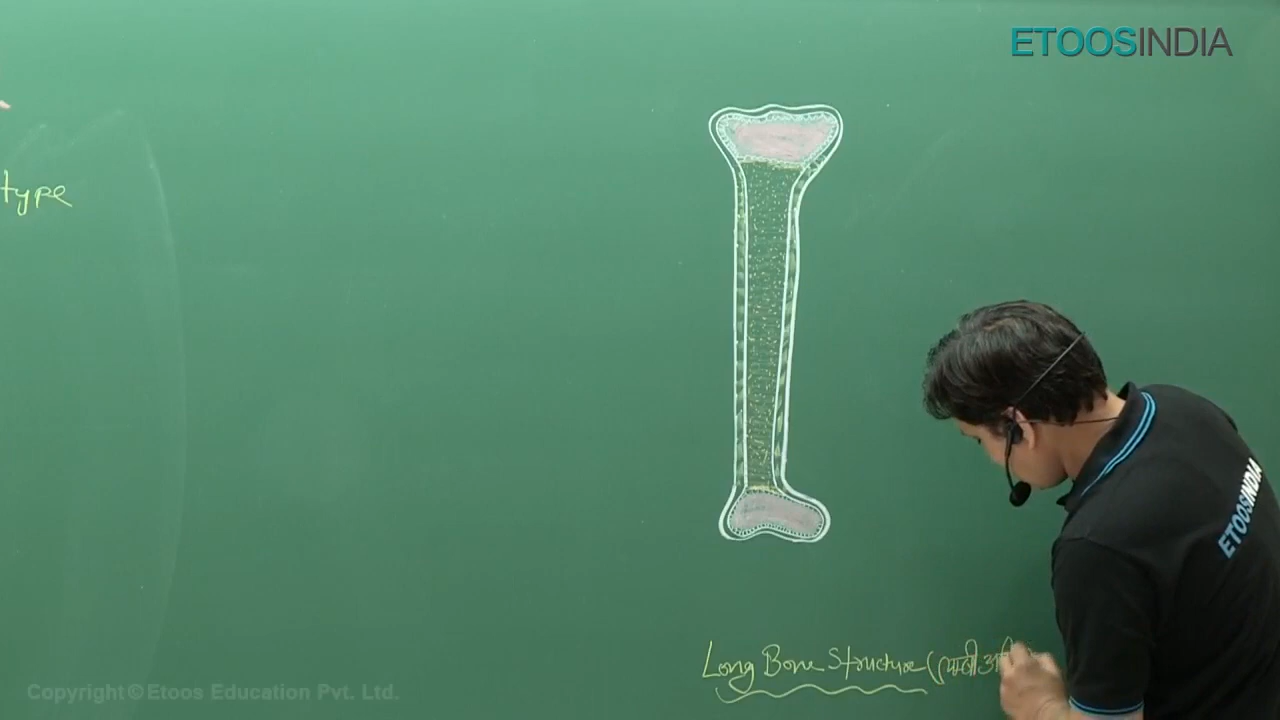 ETOOSINDIA
type
ETOOSINDIA
Long Bone Structure (लम्बी
Copyright © Etoos Education Pvt. Ltd.